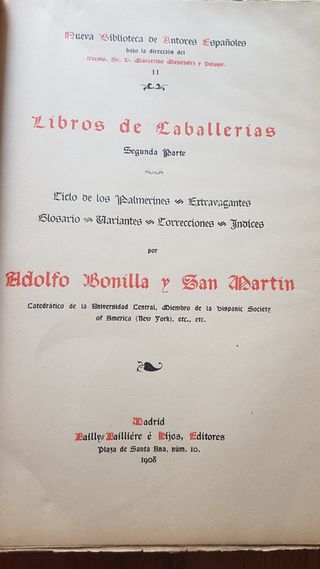 Nueva Biblioteca de Autores Españoles
bajo la dirección del
Excmo. Sr. D. Marcelino Menéndez y Pelayo.
11
Libros de Caballerías
Segunda Parte
Ciclo de los Palmerines Extravagantes
Glosario Variantes Correcciones Indices
por
Adolfo Bonilla y San Martín
Catedrático de la Universidad Central, Miembro de la Hispanic Society
of America (New York), etc., etc.
Madrid
Bailly/Bailliére é Hijos, Editores
Plaza de Santa Ana, núm. 10.
1908